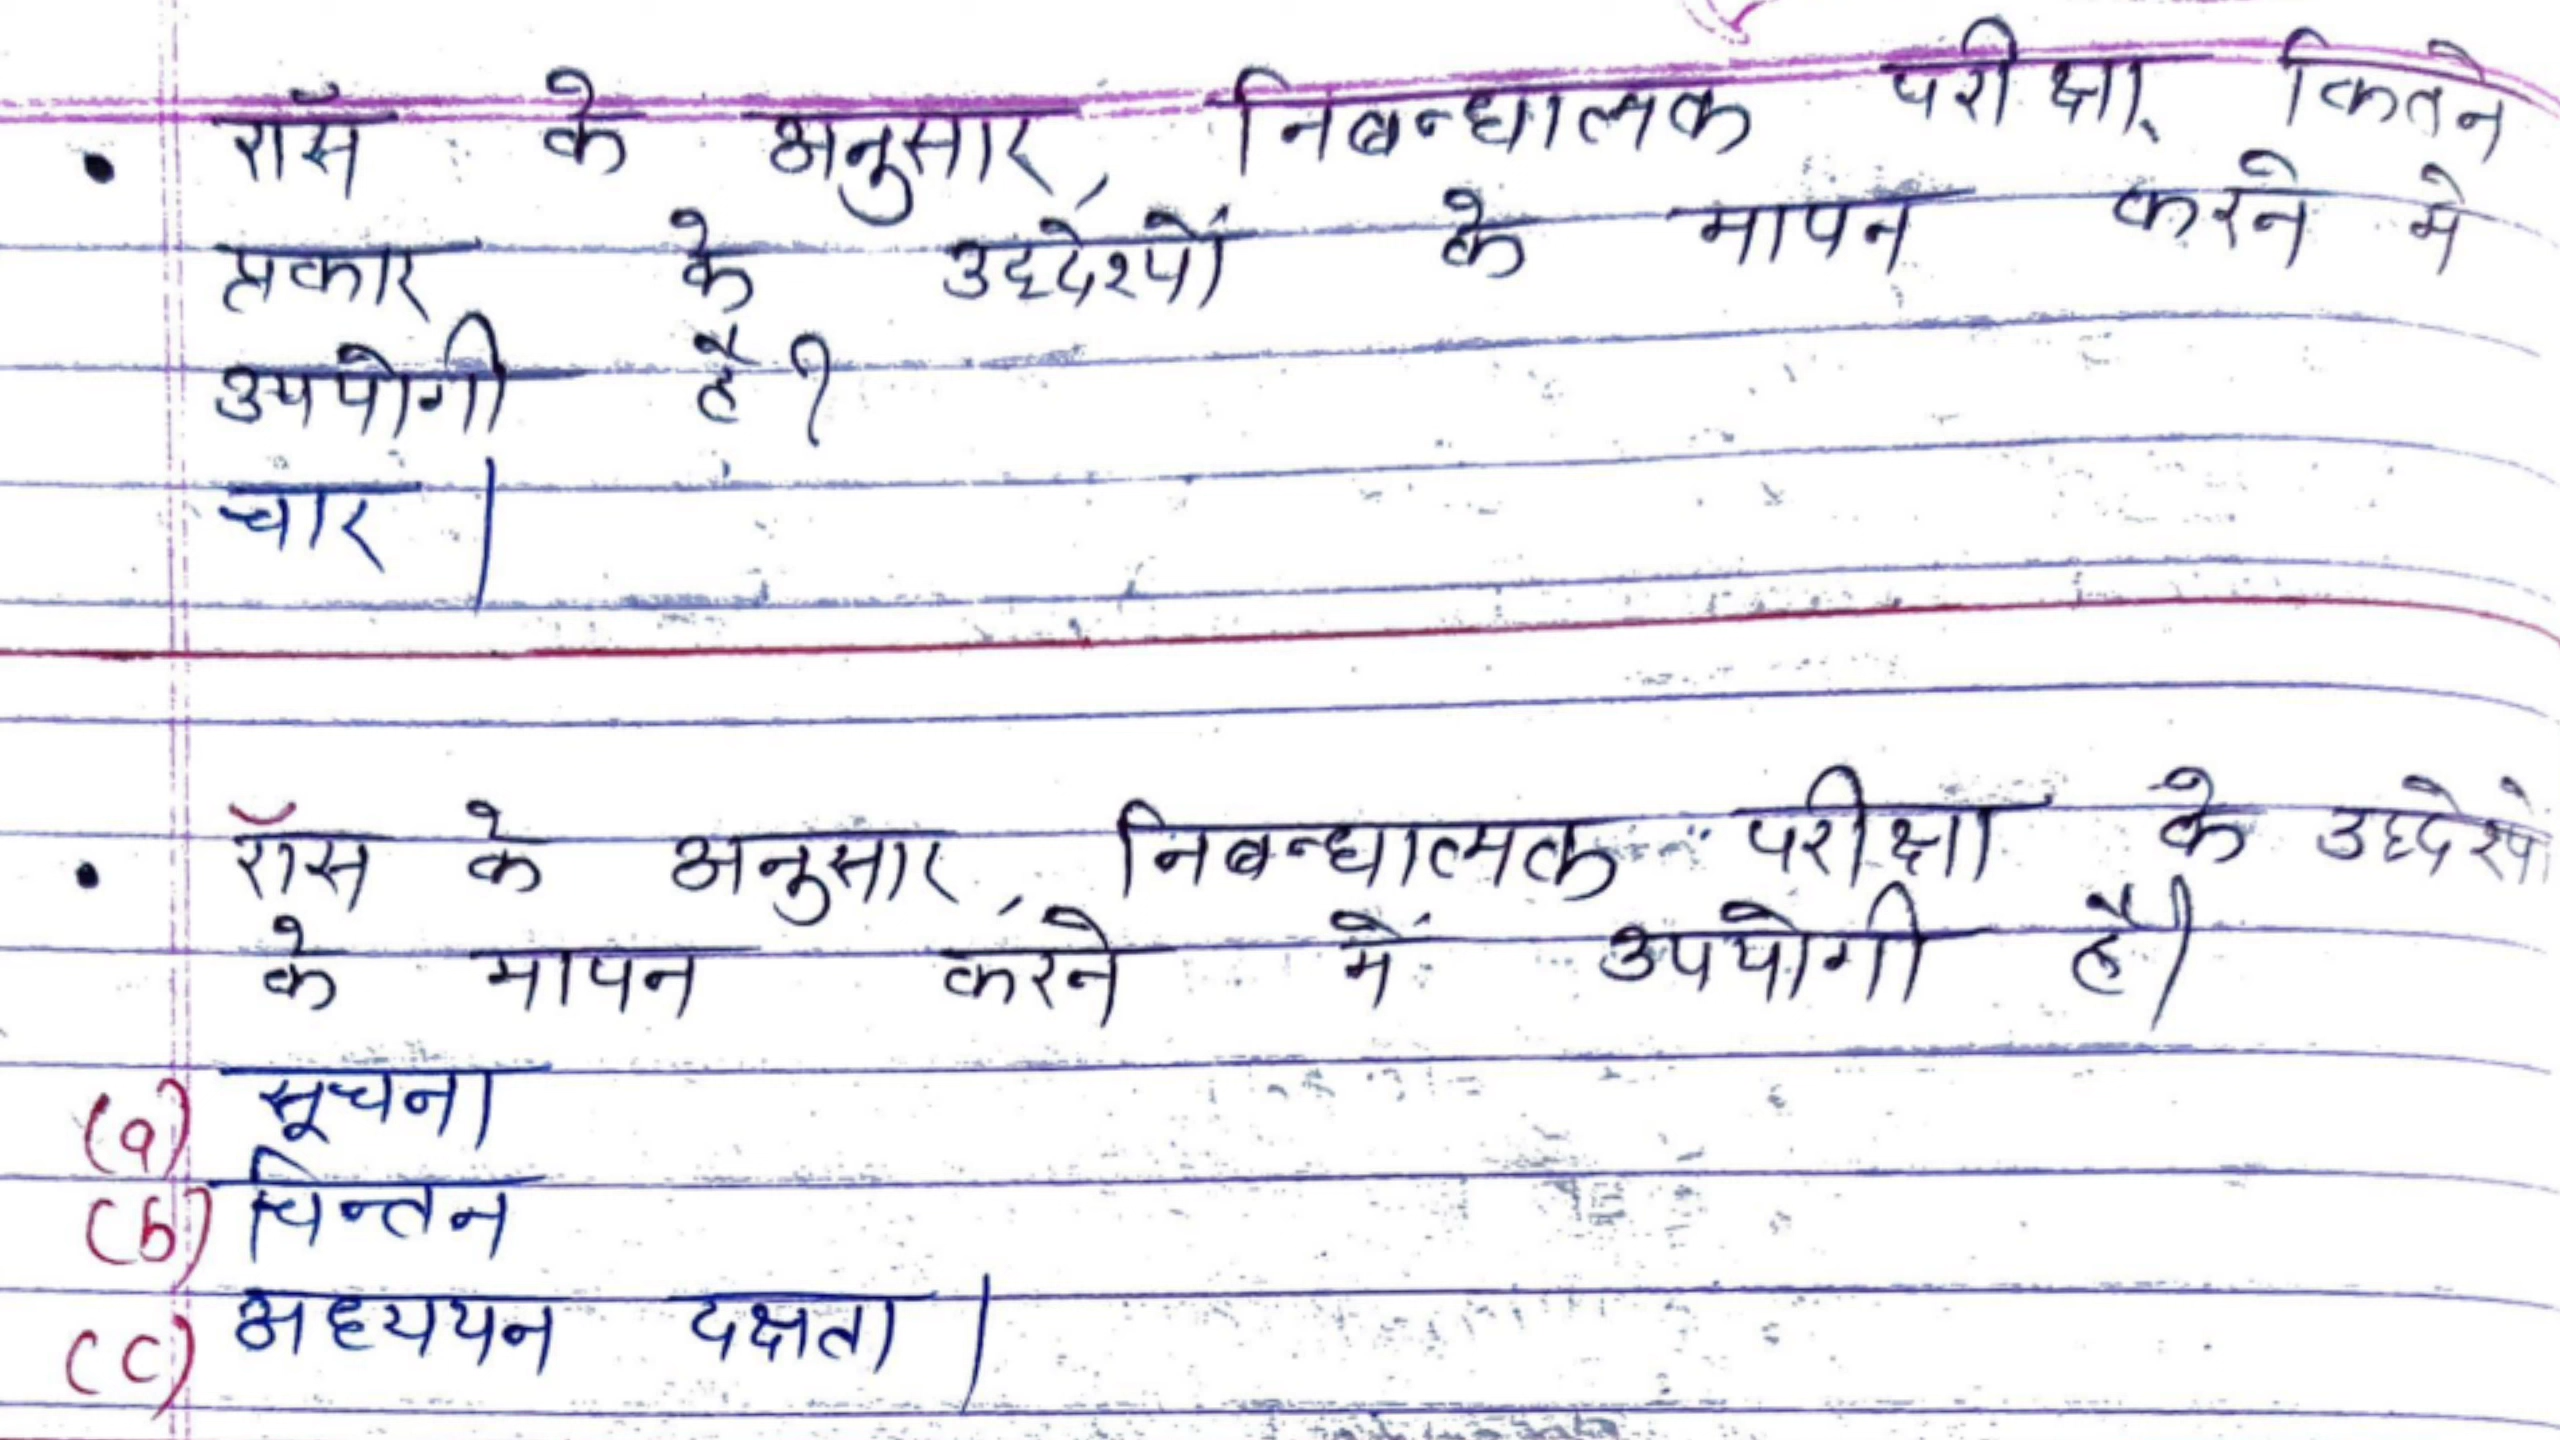 • रॉस के अनुसार, निबन्धात्मक परीक्षा, कितने
प्रकार के उद्देश्यों के मापन करने मे
उपयोगी है?
चार |
• रॉस के अनुसार, निबन्धात्मक परीक्षा के उद्देश्यो
के मापन करने में उपयोगी है।
(a) सूचना
(b) चिन्तन
(c) अध्ययन दक्षता |